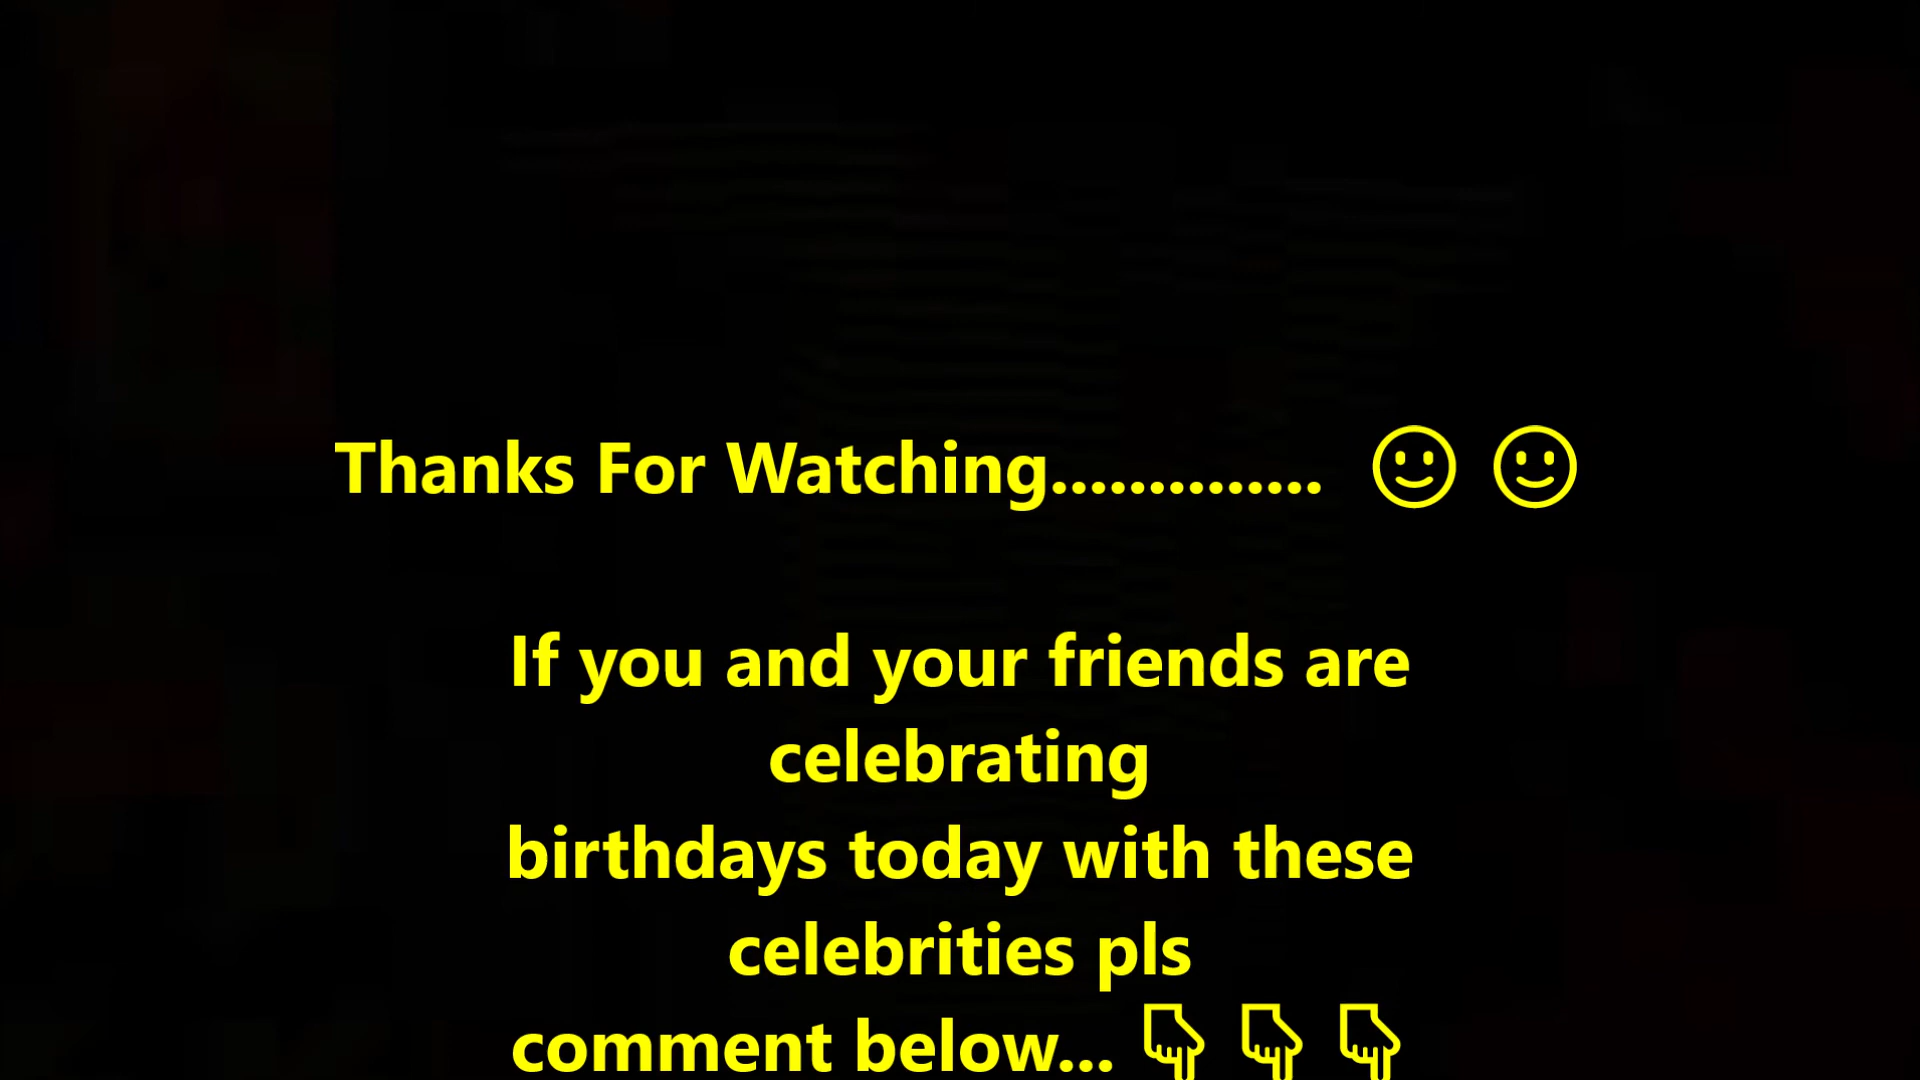 Thanks For Watching.............. ☺ ☺
If you and your friends are
celebrating
birthdays today with these
celebrities pls
comment below... 👇 👇 👇